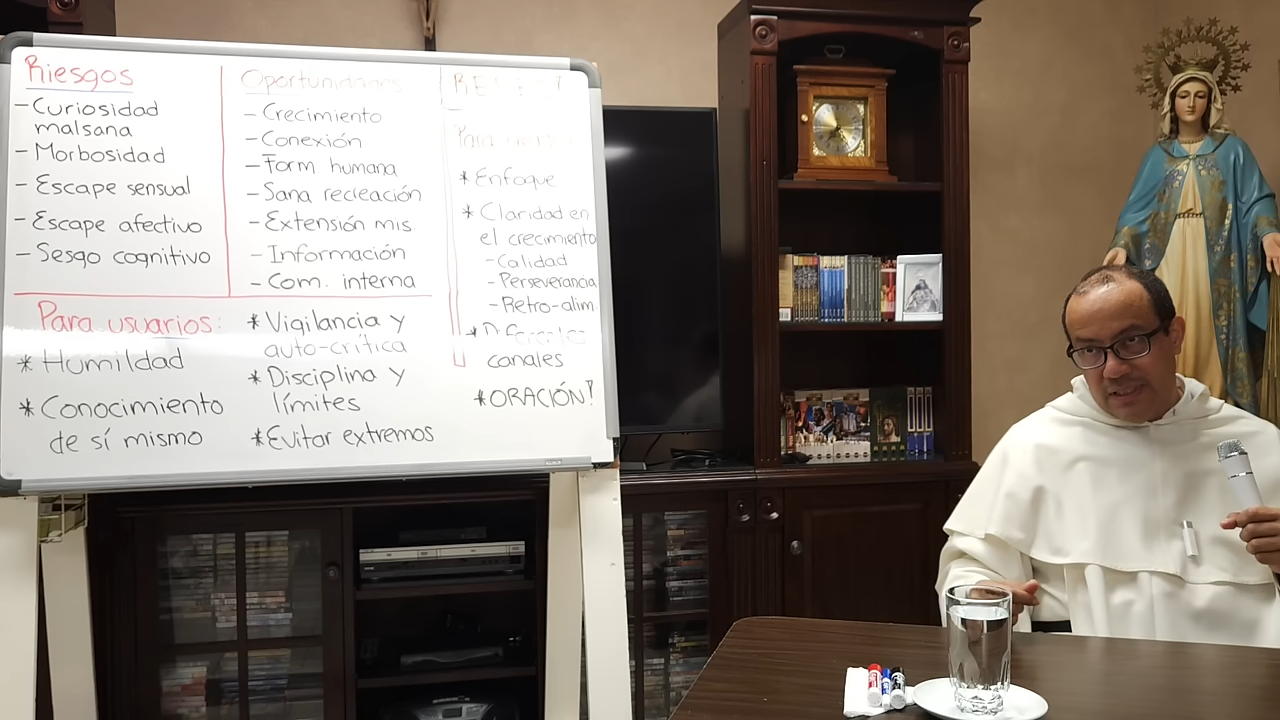 Riesgos
- Curiosidad
malsana
- Morbosidad
- Escape sensual
- Escape afectivo
- Sesgo cognitivo
Oportunidades
- Crecimiento
- Conexión
- Form humana
- Sana recreación
- Extensión mis
- Información
- Com. interna
Para usuarios:
* Humildad
* Conocimiento
de sí mismo
* Vigilancia y
auto-crítica
* Disciplina y
límites
* Evitar extremos
Para
* Enfoque
* Claridad en
el crecimiento
- Calidad
- Perseverancia
- Retro-alim
canales
* ORACIÓN!